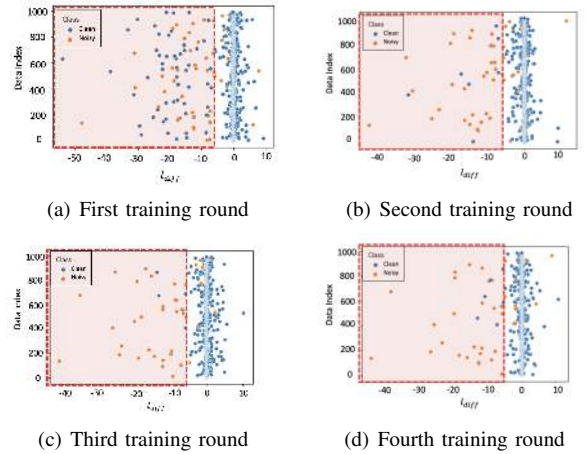 1000
800
600
400
200
0
Data Index
Class
Clean
Noisy
-50
-40
-30
-20
-10
0
10
l_diff
(a) First training round
1000
800
600
400
200
0
Data Index
Class
Clean
Noisy
-40
-30
-20
-10
0
10
l_diff
(b) Second training round
1000
800
600
400
200
0
Data Index
Class
Clean
Noisy
-40
-30
-20
-10
0
10
l_diff
(c) Third training round
1000
800
600
400
200
0
Data Index
Class
Clean
Noisy
-40
-30
-20
-10
0
10
l_diff
(d) Fourth training round